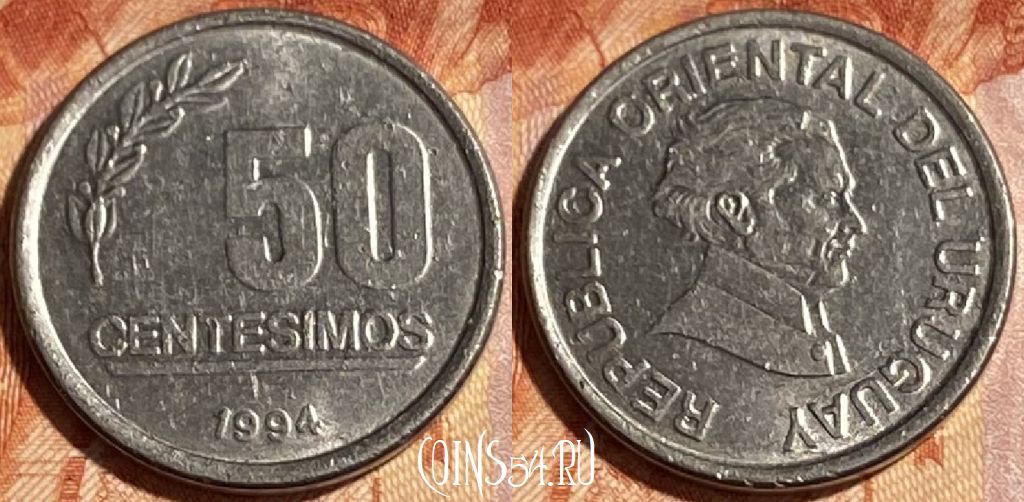 50
CENTESIMOS
1994
REPUBLICA ORIENTAL DEL URUGUAY
COINS54.RU